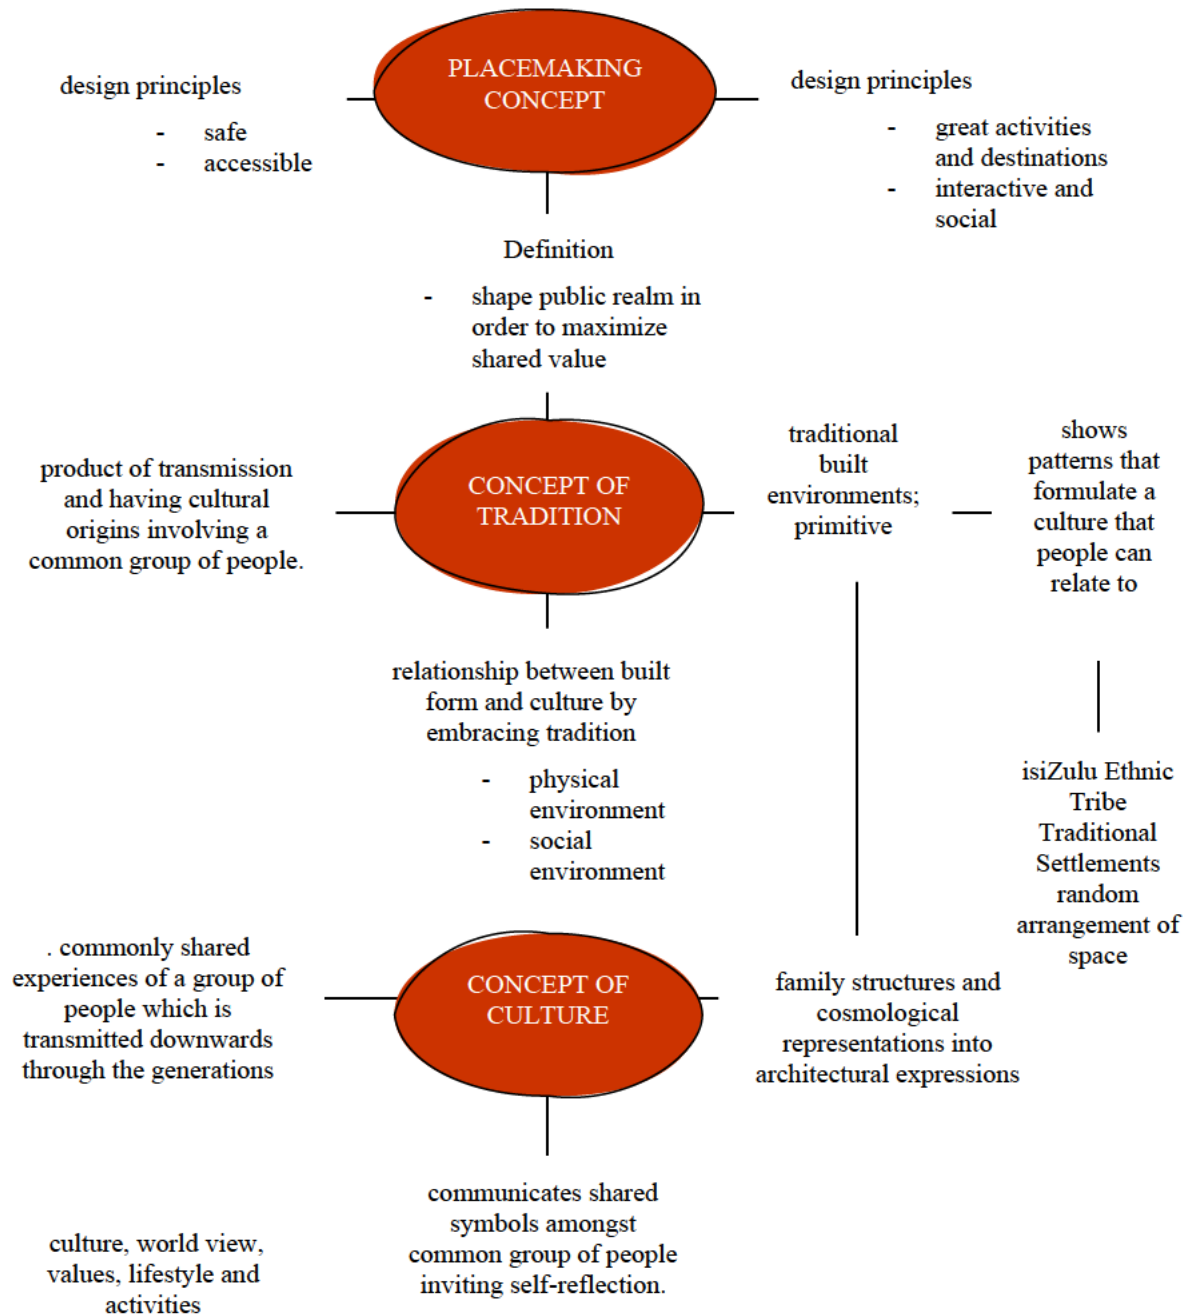 PLACEMAKING
CONCEPT
design principles
- safe
- accessible
design principles
- great activities
and destinations
- interactive and
social
Definition
- shape public realm in
order to maximize
shared value
CONCEPT OF
TRADITION
product of transmission
and having cultural
origins involving a
common group of people.
traditional
built
environments;
primitive
shows
patterns that
formulate a
culture that
people can
relate to
relationship between built
form and culture by
embracing tradition
- physical
environment
- social
environment
isiZulu Ethnic
Tribe
Traditional
Settlements
random
arrangement of
space
CONCEPT OF
CULTURE
. commonly shared
experiences of a group of
people which is
transmitted downwards
through the generations
family structures and
cosmological
representations into
architectural expressions
communicates shared
symbols amongst
common group of people
inviting self-reflection.
culture, world view,
values, lifestyle and
activities